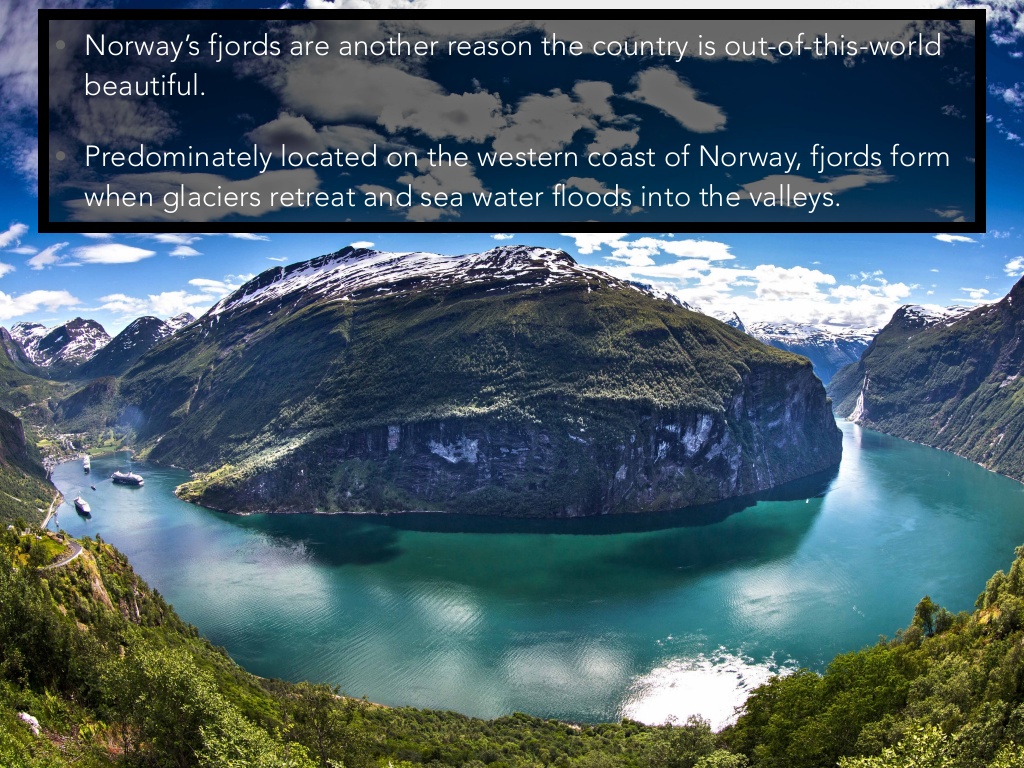 • Norway’s fjords are another reason the country is out-of-this-world
beautiful.
• Predominately located on the western coast of Norway, fjords form
when glaciers retreat and sea water floods into the valleys.